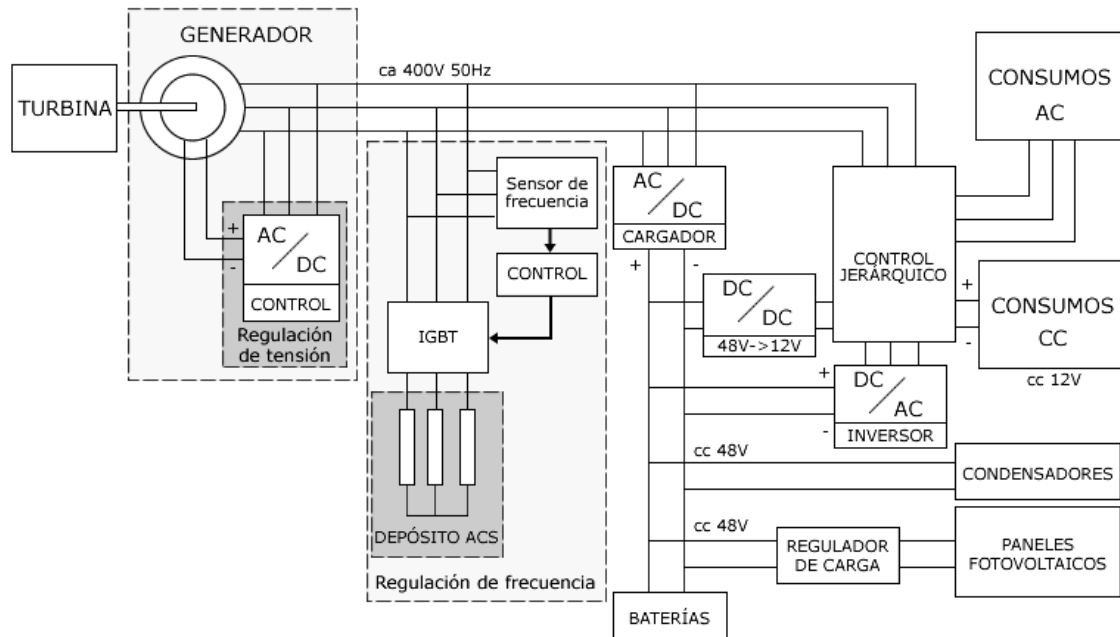 GENERADOR
TURBINA
ca 400V 50Hz
CONSUMOS
AC
+
-
AC
DC
CONTROL
Regulación
de tensión
Sensor de
frecuencia
CONTROL
IGBT
DEPÓSITO ACS
Regulación de frecuencia
AC
DC
CARGADOR
+
-
DC
DC
48V->12V
CONTROL
JERÁRQUICO
+
-
CONSUMOS
CC
cc 12V
+
-
DC
AC
INVERSOR
cc 48V
CONDENSADORES
cc 48V
REGULADOR
DE CARGA
PANELES
FOTOVOLTAICOS
BATERÍAS